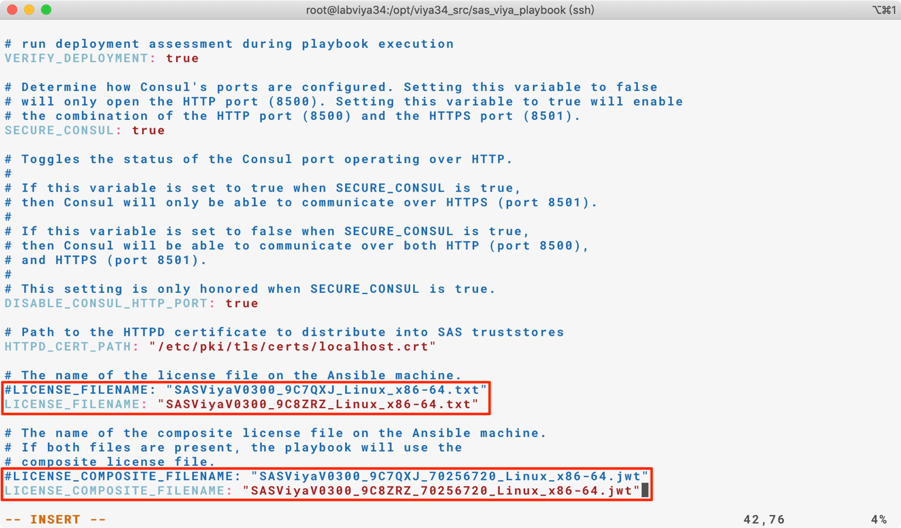 root@labviya34:/opt/viya34_src/sas_viya_playbook (ssh)
⌥⌘1
# run deployment assessment during playbook execution
VERIFY_DEPLOYMENT: true
# Determine how Consul's ports are configured. Setting this variable to false
# will only open the HTTP port (8500). Setting this variable to true will enable
# the combination of the HTTP port (8500) and the HTTPS port (8501).
SECURE_CONSUL: true
# Toggles the status of the Consul port operating over HTTP.
#
# If this variable is set to true when SECURE_CONSUL is true,
# then Consul will only be able to communicate over HTTPS (port 8501).
#
# If this variable is set to false when SECURE_CONSUL is true,
# then Consul will be able to communicate over both HTTP (port 8500),
# and HTTPS (port 8501).
#
# This setting is only honored when SECURE_CONSUL is true.
DISABLE_CONSUL_HTTP_PORT: true
# Path to the HTTPD certificate to distribute into SAS truststores
HTTPD_CERT_PATH: "/etc/pki/tls/certs/localhost.crt"
# The name of the license file on the Ansible machine.
#LICENSE_FILENAME: "SASViyaV0300_9C7QXJ_Linux_x86-64.txt"
LICENSE_FILENAME: "SASViyaV0300_9C8ZRZ_Linux_x86-64.txt"
# The name of the composite license file on the Ansible machine.
# If both files are present, the playbook will use the
# composite license file.
#LICENSE_COMPOSITE_FILENAME: "SASViyaV0300_9C7QXJ_70256720_Linux_x86-64.jwt"
LICENSE_COMPOSITE_FILENAME: "SASViyaV0300_9C8ZRZ_70256720_Linux_x86-64.jwt"
-- INSERT --
42,76
4%